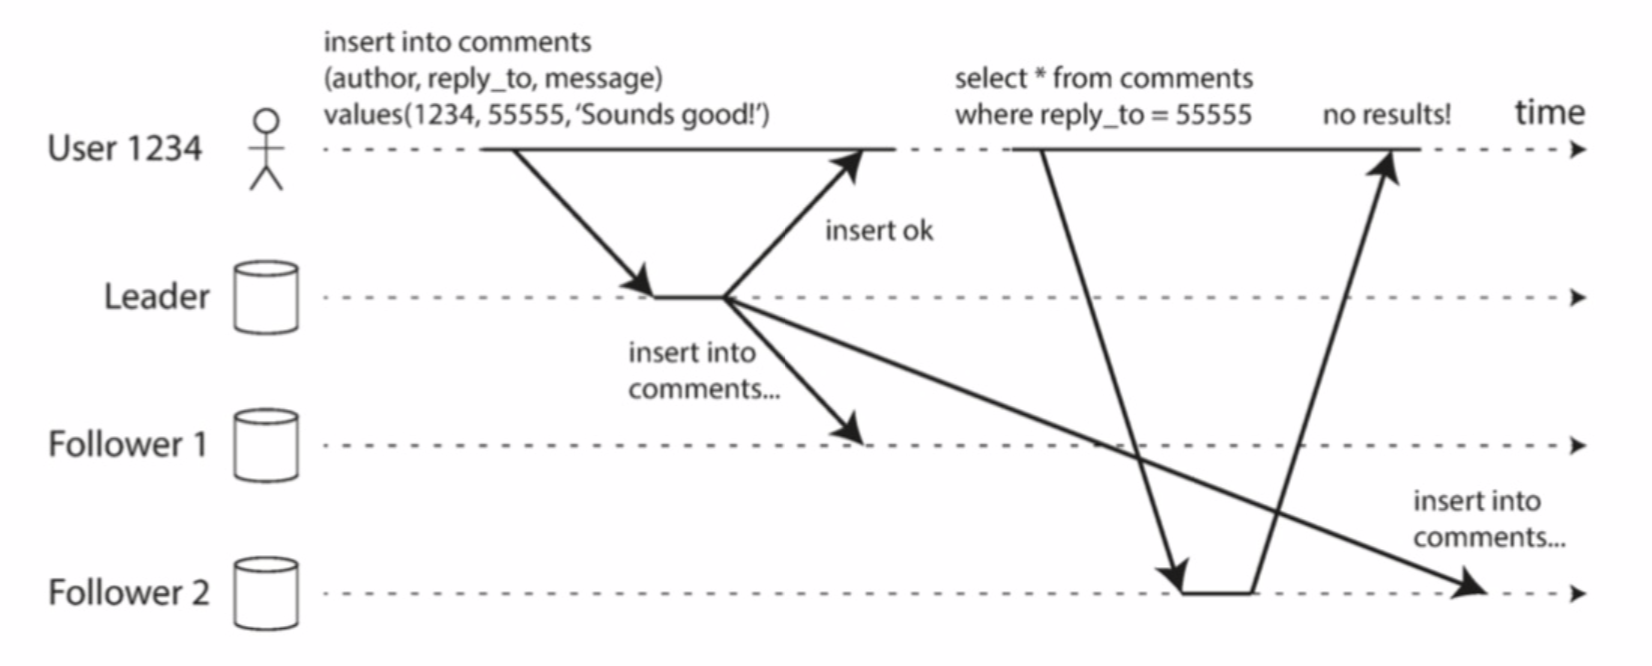 insert into comments
(author, reply_to, message)
values(1234, 55555, ‘Sounds good!’)
select * from comments
where reply_to = 55555
no results!
time
User 1234
insert ok
Leader
insert into
comments...
Follower 1
insert into
comments...
Follower 2